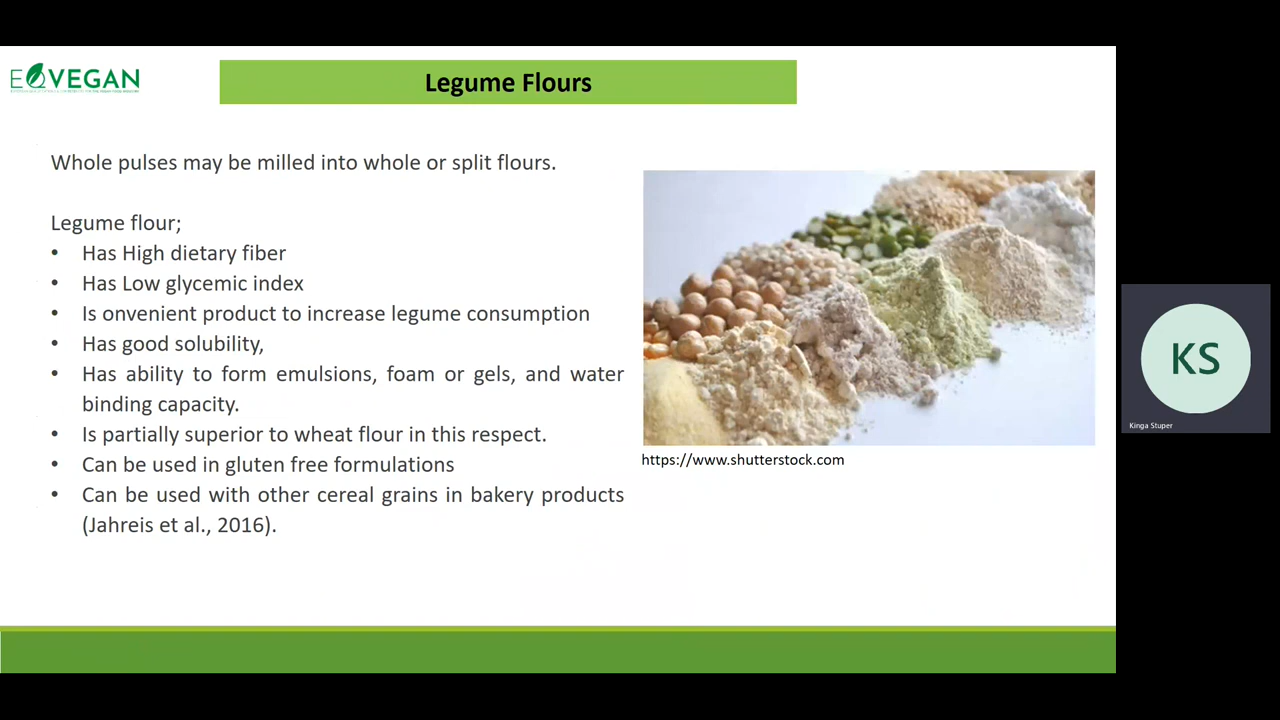 EQVEGAN
Legume Flours
Whole pulses may be milled into whole or split flours.
Legume flour;
• Has High dietary fiber
• Has Low glycemic index
• Is onvenient product to increase legume consumption
• Has good solubility,
• Has ability to form emulsions, foam or gels, and water
binding capacity.
• Is partially superior to wheat flour in this respect.
• Can be used in gluten free formulations
• Can be used with other cereal grains in bakery products
(Jahreis et al., 2016).
https://www.shutterstock.com
KS
Kinga Stuper